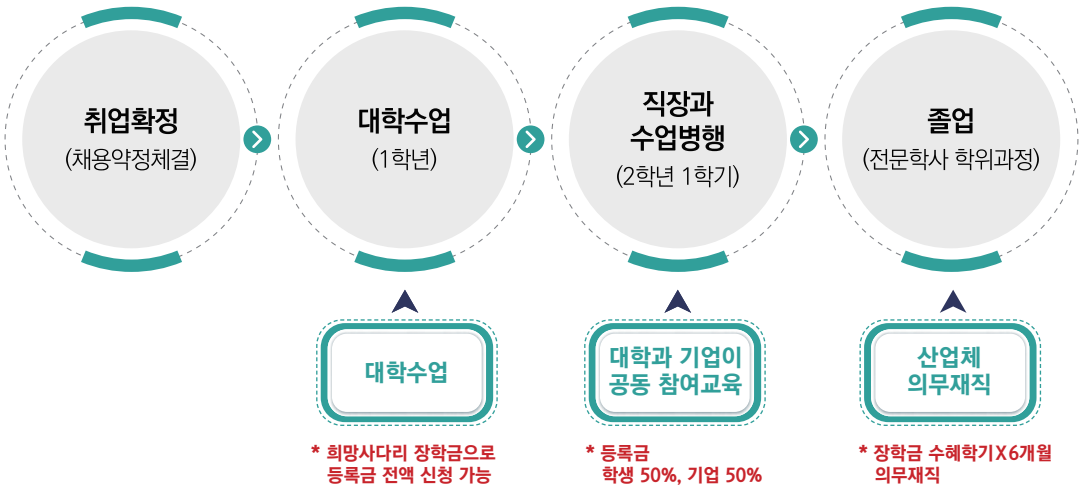 취업확정
(채용약정체결)
대학수업
(1학년)
직장과
수업병행
(2학년 1학기)
졸업
(전문학사 학위과정)
대학수업
* 희망사다리 장학금으로
등록금 전액 신청 가능
대학과 기업이
공동 참여교육
* 등록금
학생 50%, 기업 50%
산업체
의무재직
* 장학금 수혜학기X6개월
의무재직